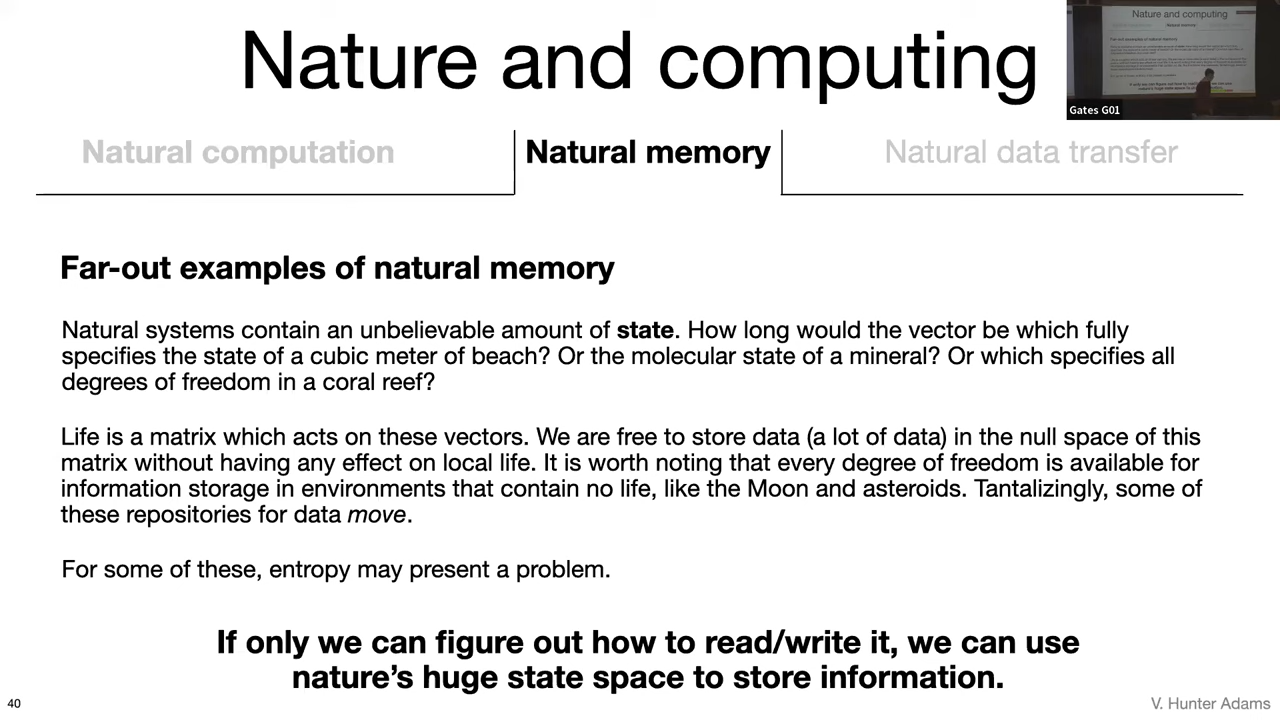 Nature and computing
Gates G01
Natural computation
Natural memory
Natural data transfer
Far-out examples of natural memory
Natural systems contain an unbelievable amount of state. How long would the vector be which fully
specifies the state of a cubic meter of beach? Or the molecular state of a mineral? Or which specifies all
degrees of freedom in a coral reef?
Life is a matrix which acts on these vectors. We are free to store data (a lot of data) in the null space of this
matrix without having any effect on local life. It is worth noting that every degree of freedom is available for
information storage in environments that contain no life, like the Moon and asteroids. Tantalizingly, some of
these repositories for data move.
For some of these, entropy may present a problem.
If only we can figure out how to read/write it, we can use
nature's huge state space to store information.
40
V. Hunter Adams